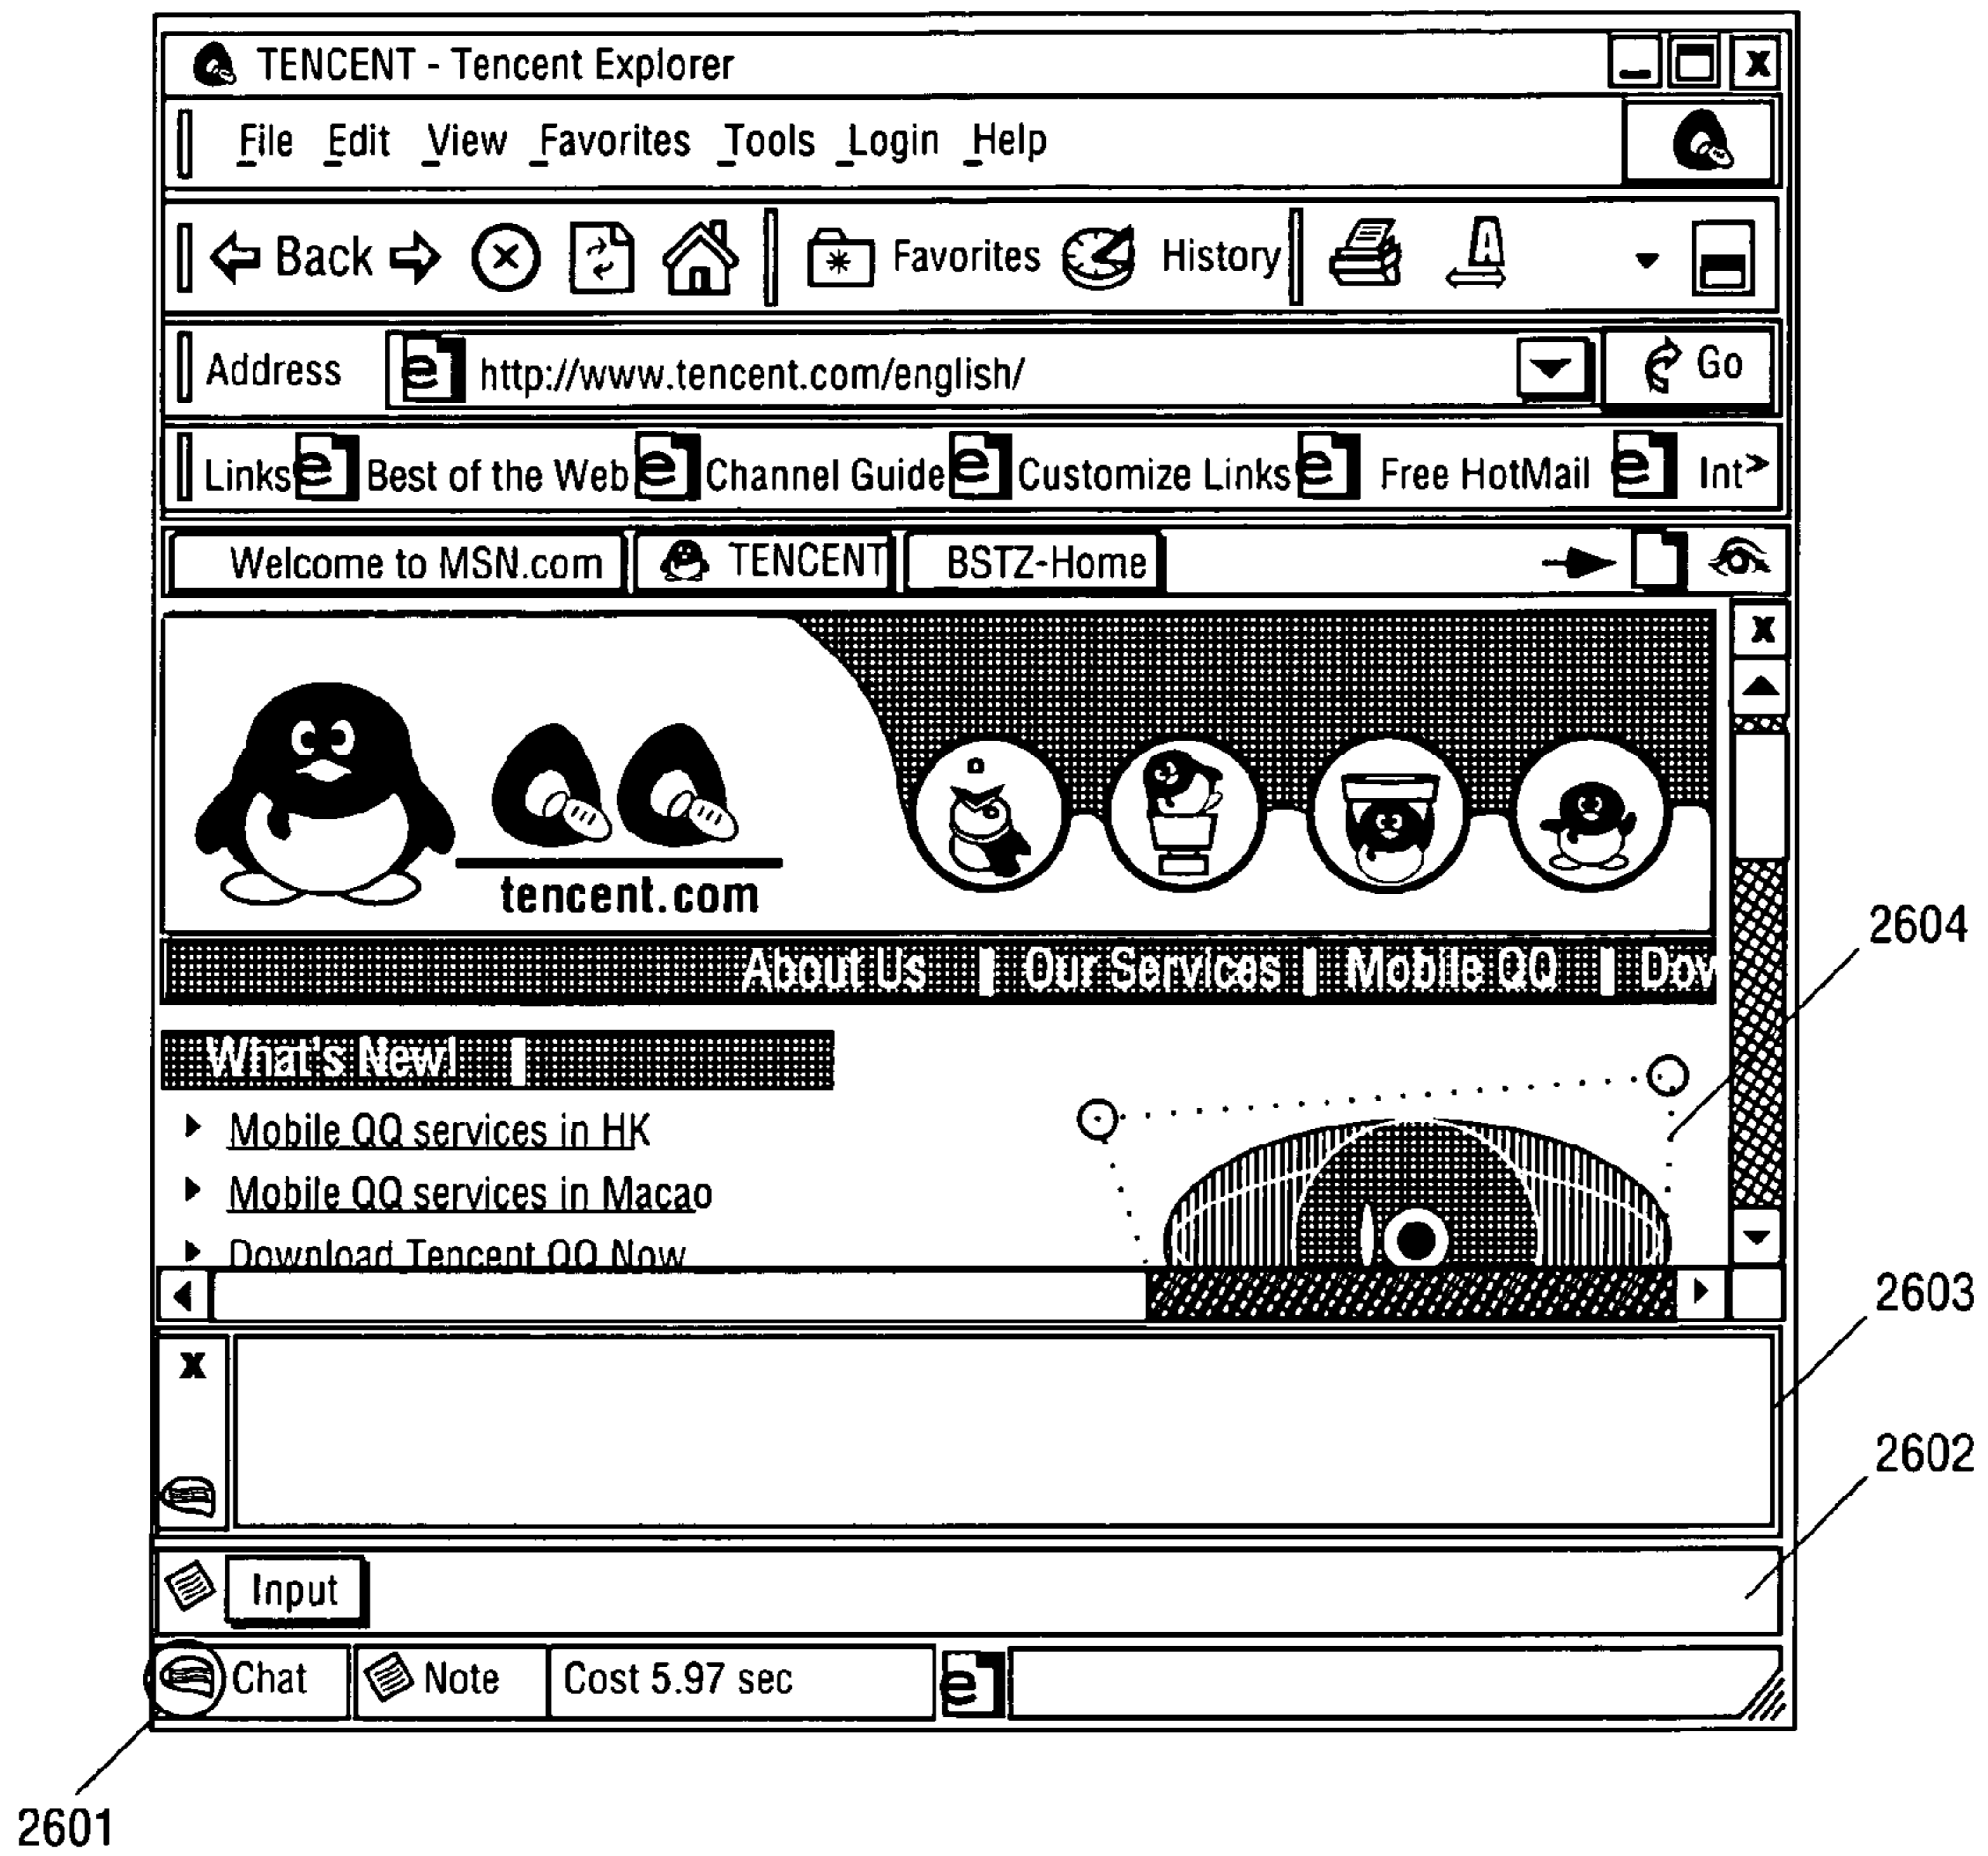 TENCENT - Tencent Explorer
File Edit View Favorites Tools Login Help
Back Favorites History
Address http://www.tencent.com/english/ Go
Links Best of the Web Channel Guide Customize Links Free HotMail Int
Welcome to MSN.com TENCENT BSTZ-Home
tencent.com
About Us Our Services Mobile QQ Dow
What's New!
Mobile QQ services in HK
Mobile QQ services in Macao
Download Tencent QQ Now
2604
2603
2602
Input
Chat Note Cost 5.97 sec
2601